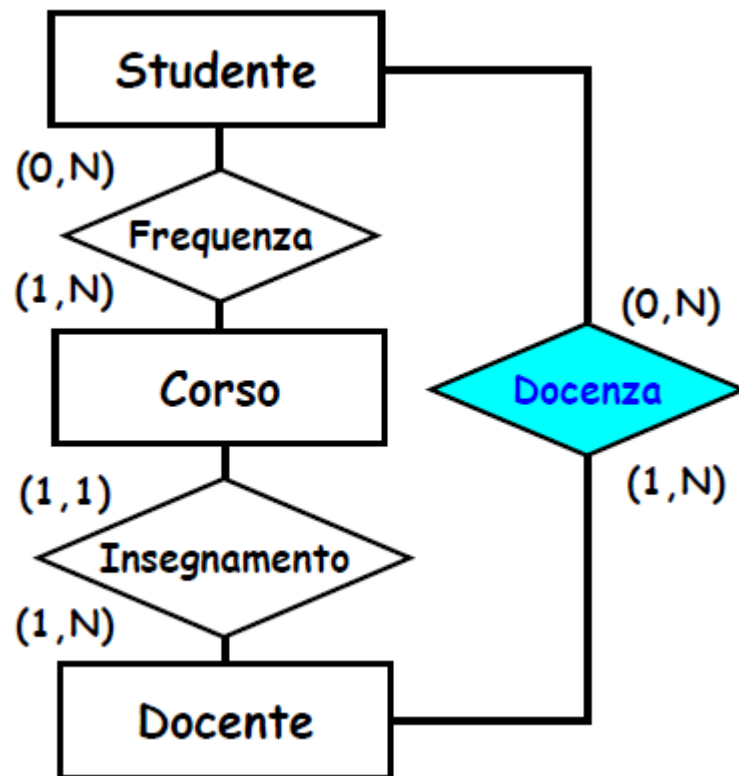 Studente
(0,N)
Frequenza
(1,N)
Corso
(1,1)
Insegnamento
(1,N)
Docente
(0,N)
Docenza
(1,N)